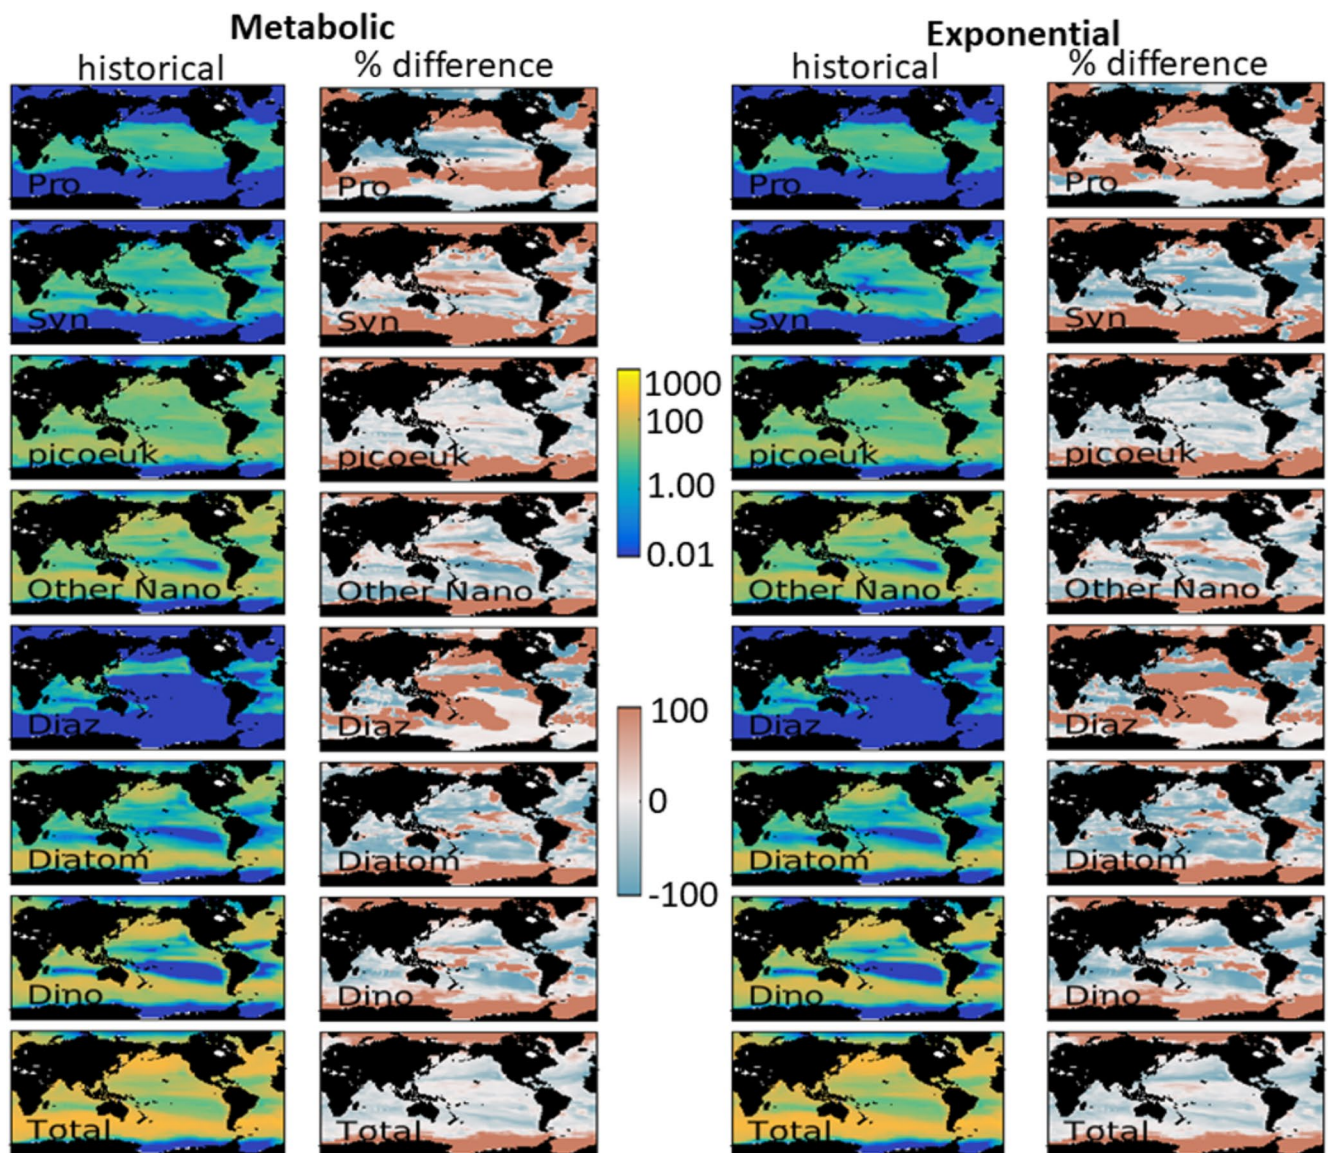 Metabolic
Exponential
historical
% difference
historical
% difference
Pro
Pro
Pro
Pro
Syn
Syn
Syn
Syn
picoeuk
picoeuk
picoeuk
picoeuk
1000
100
1.00
0.01
Other Nano
Other Nano
Other Nano
Other Nano
Diaz
Diaz
Diaz
Diaz
100
0
-100
Diatom
Diatom
Diatom
Diatom
Dino
Dino
Dino
Dino
Total
Total
Total
Total